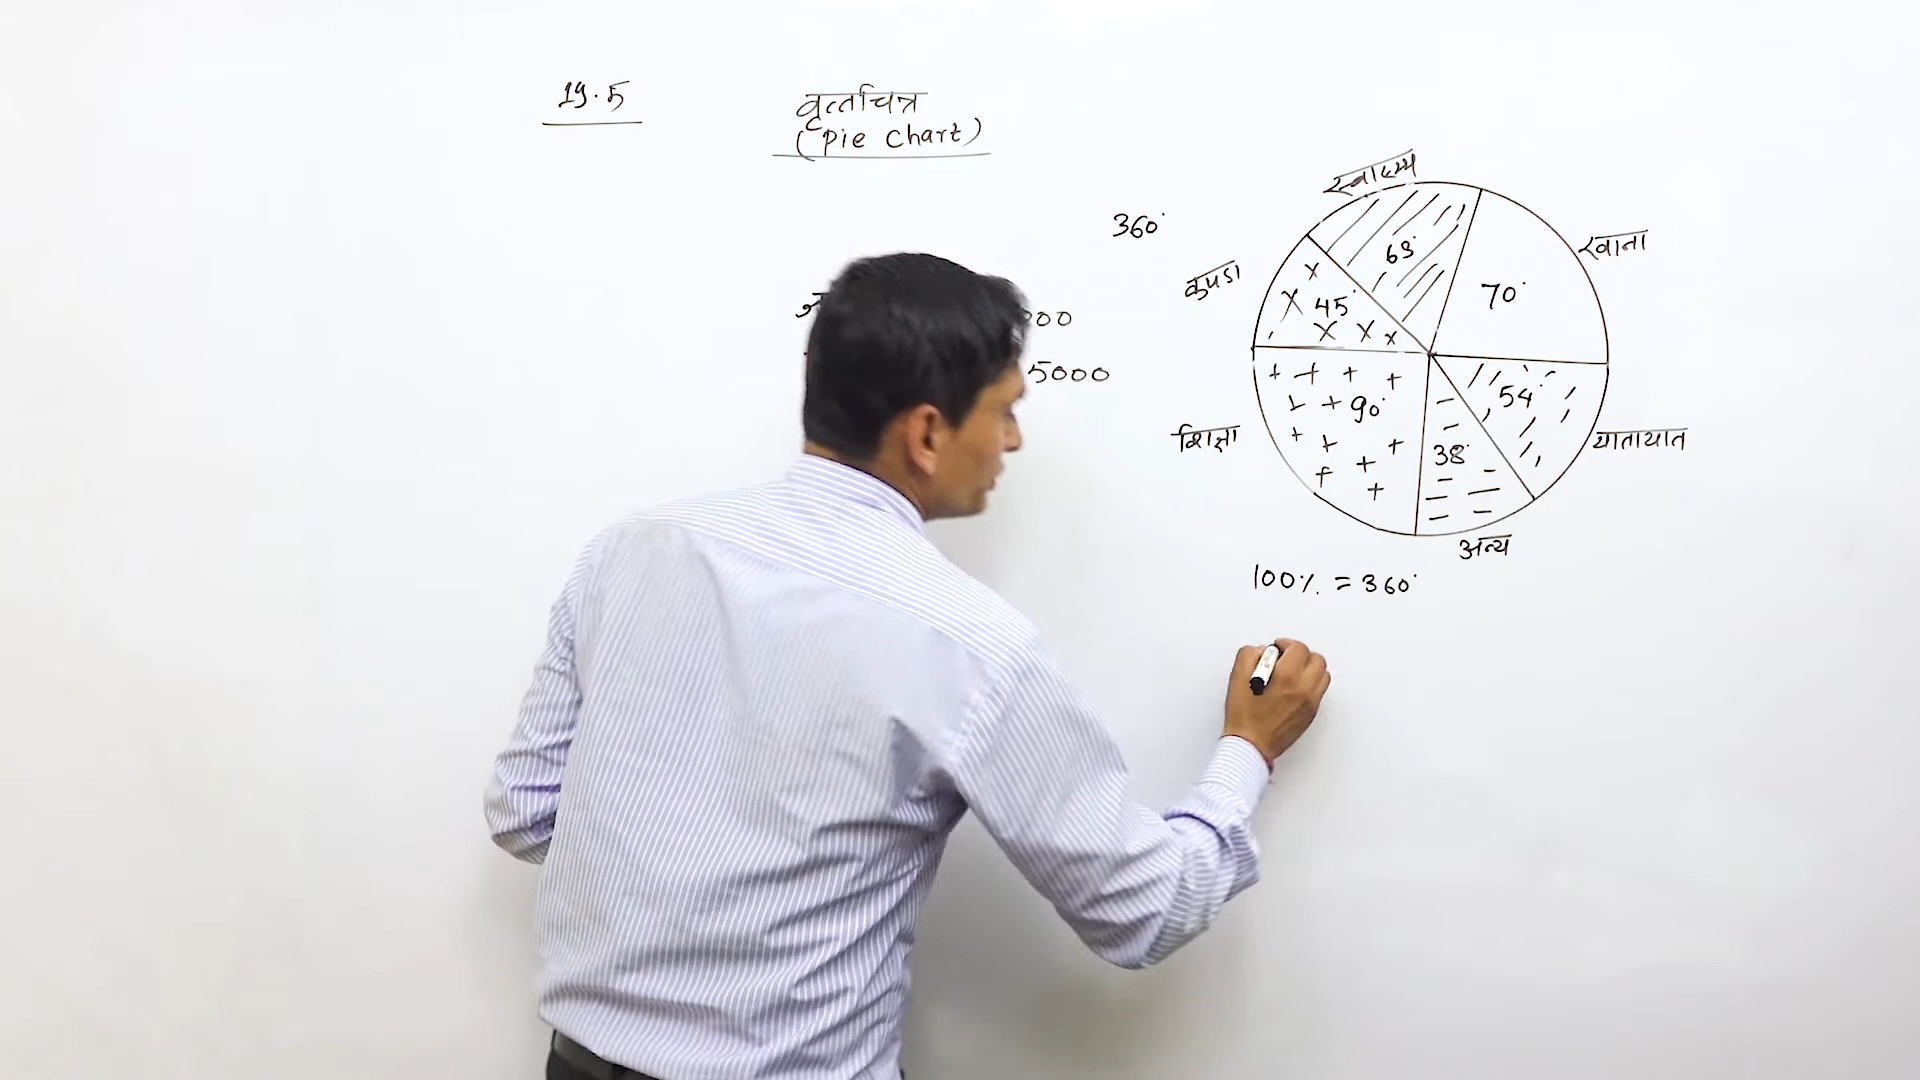 19.5
वृत्तचित्र
(Pie Chart)
360°
000
5000
स्वास्थ्य
खाना
कपडा
शिक्षा
यातायात
अन्य
63°
70°
45°
90°
54°
38°
100% = 360°